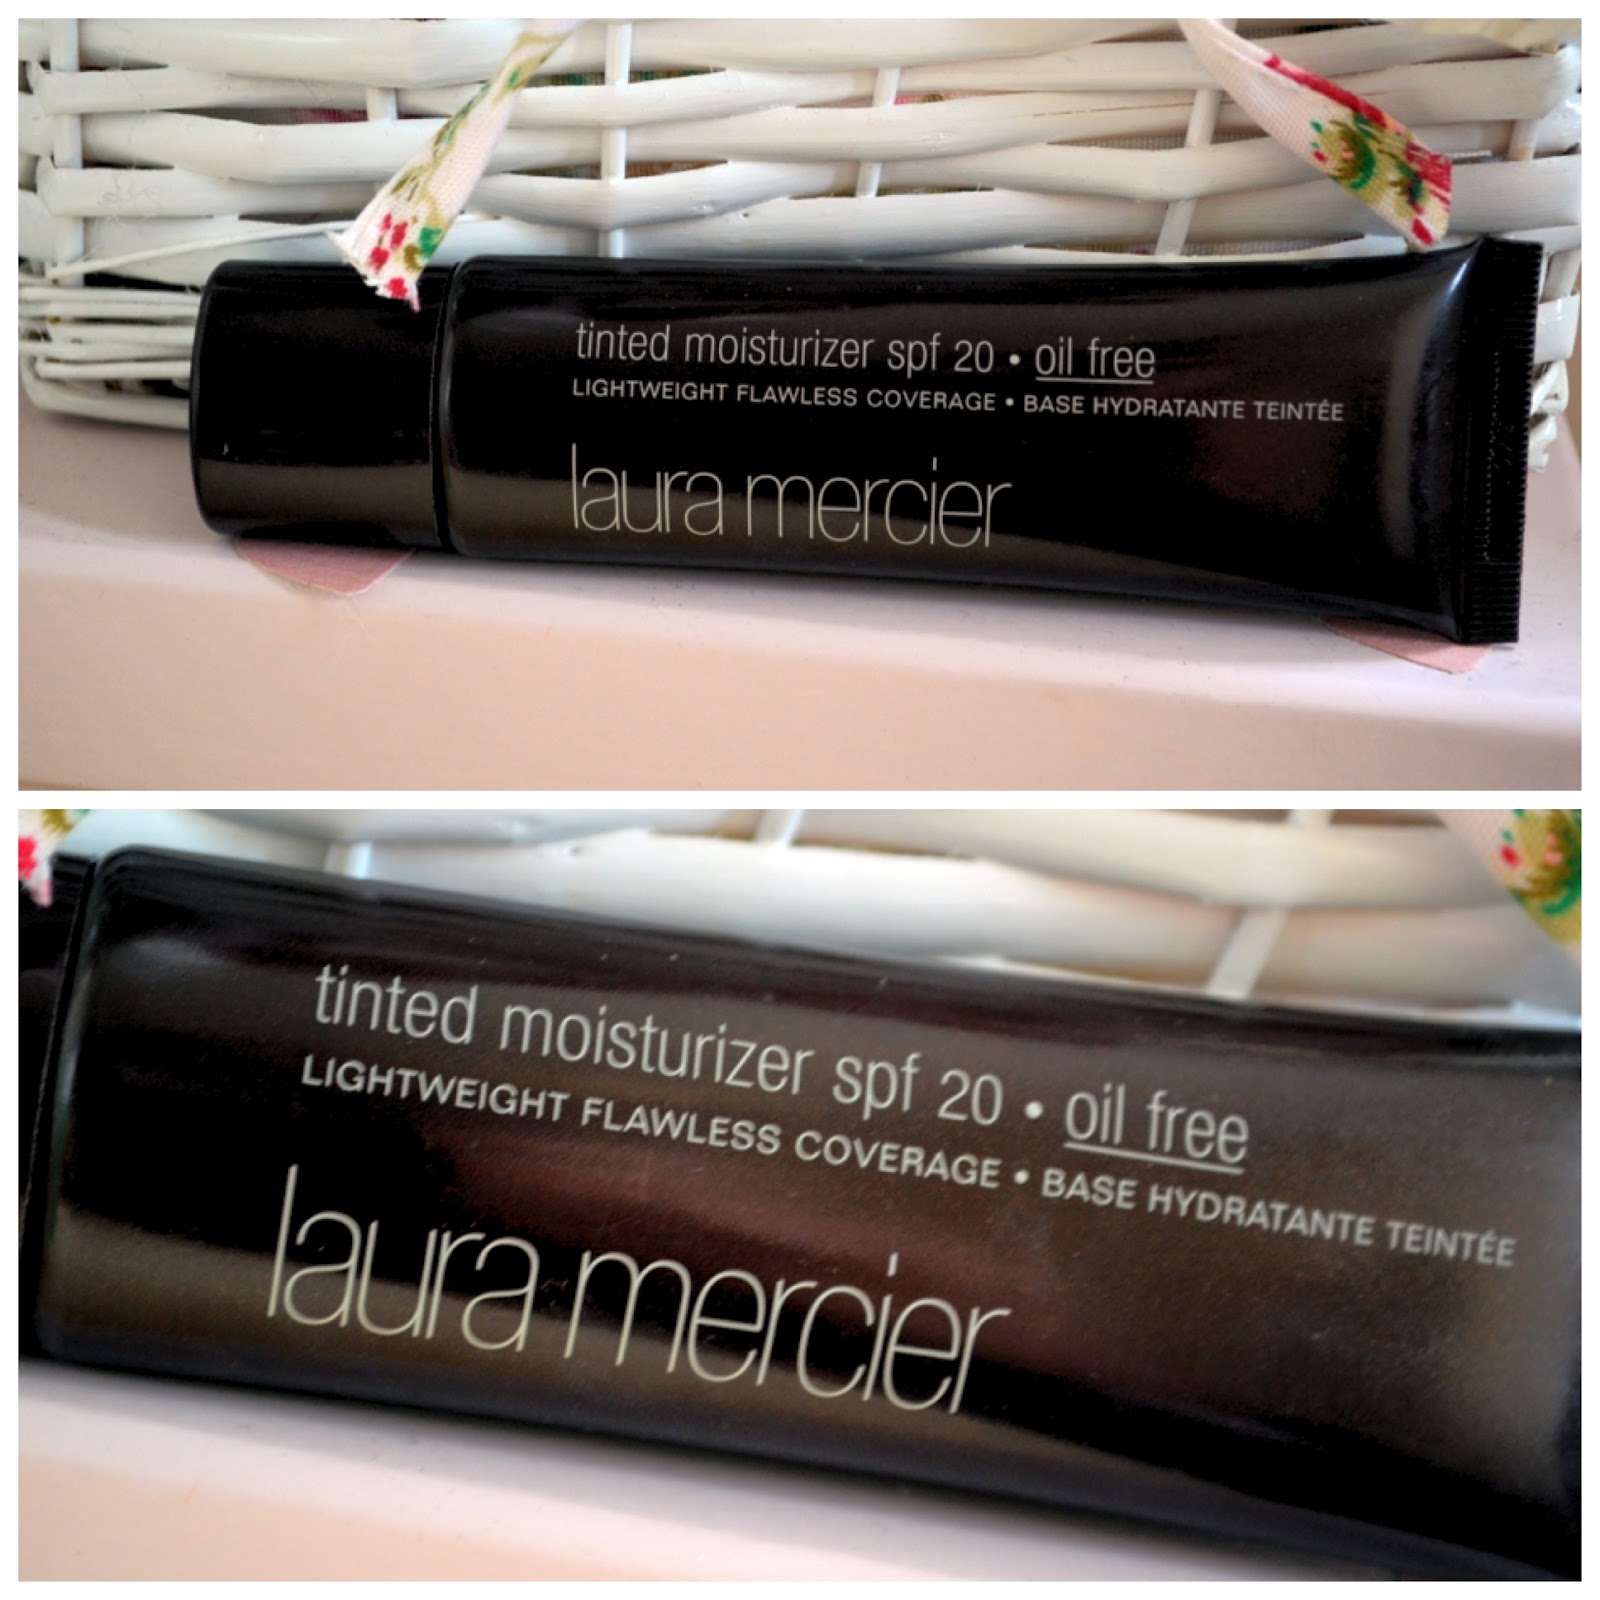 tinted moisturizer spf 20 • oil free
LIGHTWEIGHT FLAWLESS COVERAGE • BASE HYDRATANTE TEINTÉE
laura mercier
tinted moisturizer spf 20 • oil free
LIGHTWEIGHT FLAWLESS COVERAGE • BASE HYDRATANTE TEINTÉE
laura mercier